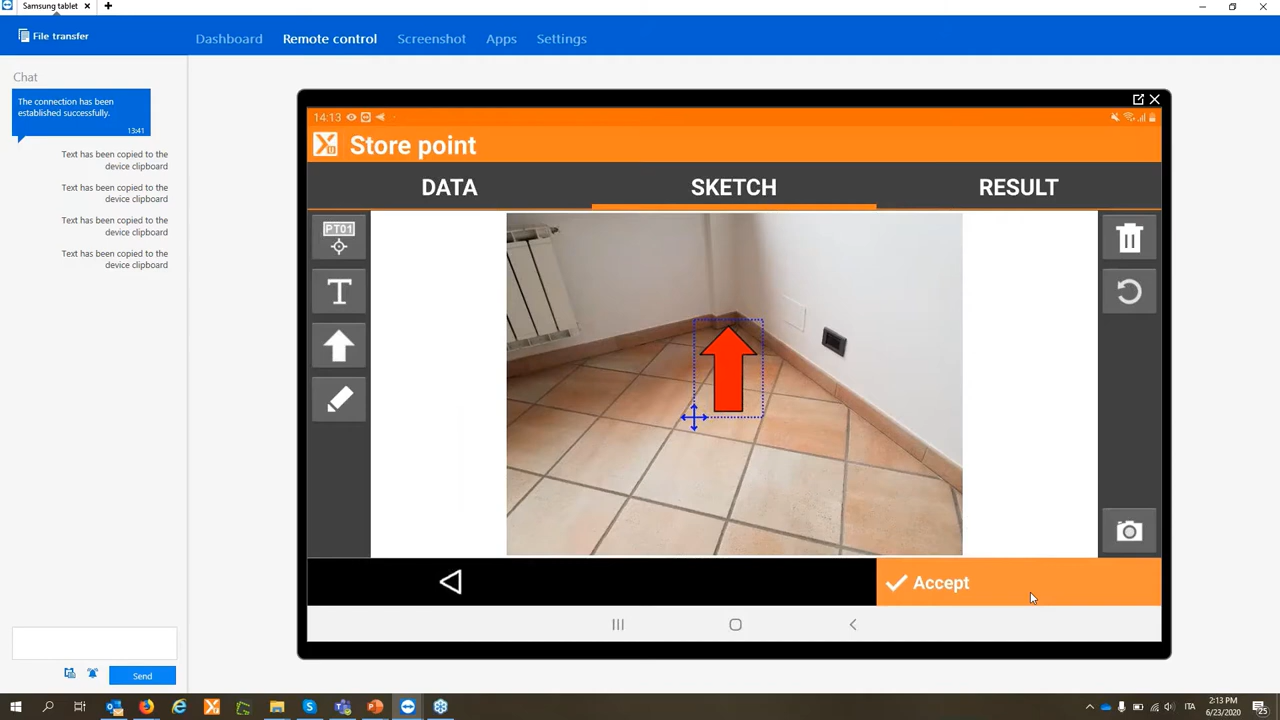 Samsung tablet
File transfer
Dashboard
Remote control
Screenshot
Apps
Settings
Chat
The connection has been
established successfully.
13:41
Text has been copied to the
device clipboard
Text has been copied to the
device clipboard
Text has been copied to the
device clipboard
Text has been copied to the
device clipboard
14:13
Store point
DATA
SKETCH
RESULT
PT01
T
Accept
Send
ITA
2:13 PM
6/23/2020
25